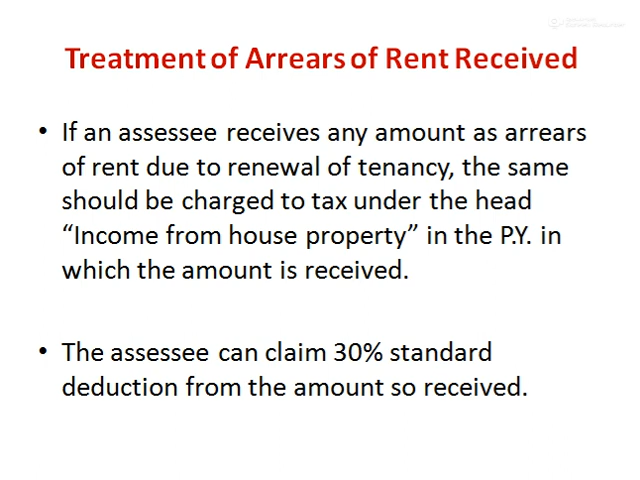 Treatment of Arrears of Rent Received
• If an assessee receives any amount as arrears
of rent due to renewal of tenancy, the same
should be charged to tax under the head
“Income from house property” in the P.Y. in
which the amount is received.
• The assessee can claim 30% standard
deduction from the amount so received.